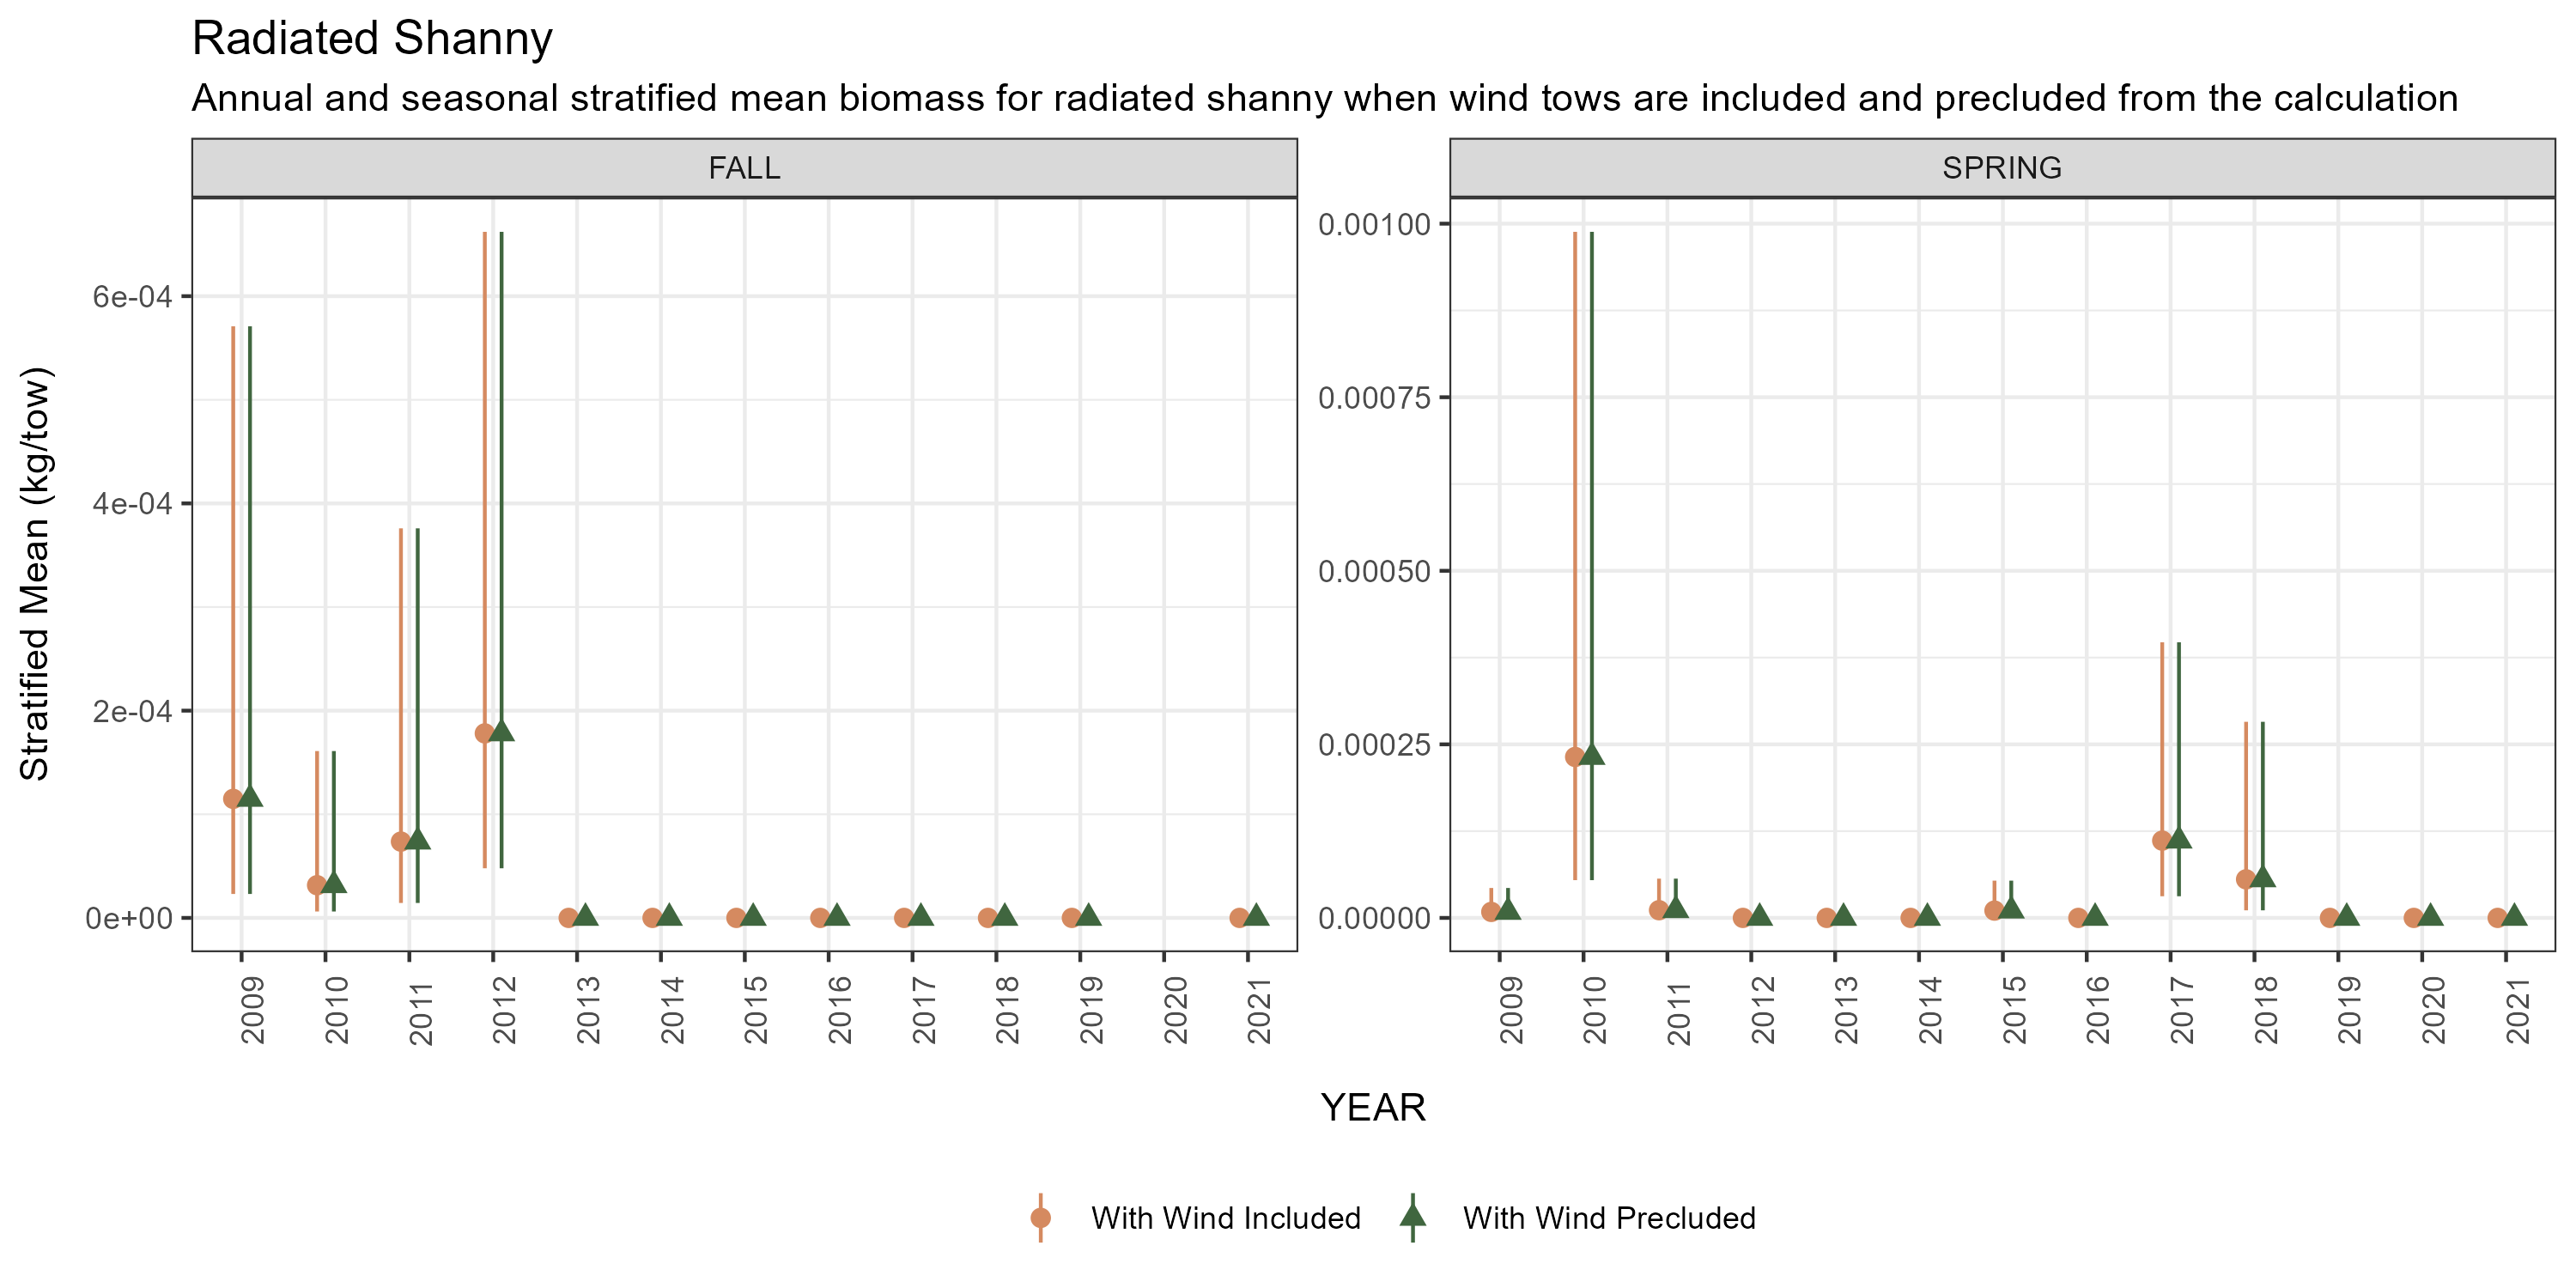 Radiated Shanny
Annual and seasonal stratified mean biomass for radiated shanny when wind tows are included and precluded from the calculation
FALL
SPRING
Stratified Mean (kg/tow)
6e-04
4e-04
2e-04
0e+00
0.00100
0.00075
0.00050
0.00025
0.00000
2009 2010 2011 2012 2013 2014 2015 2016 2017 2018 2019 2020 2021
2009 2010 2011 2012 2013 2014 2015 2016 2017 2018 2019 2020 2021
YEAR
With Wind Included
With Wind Precluded